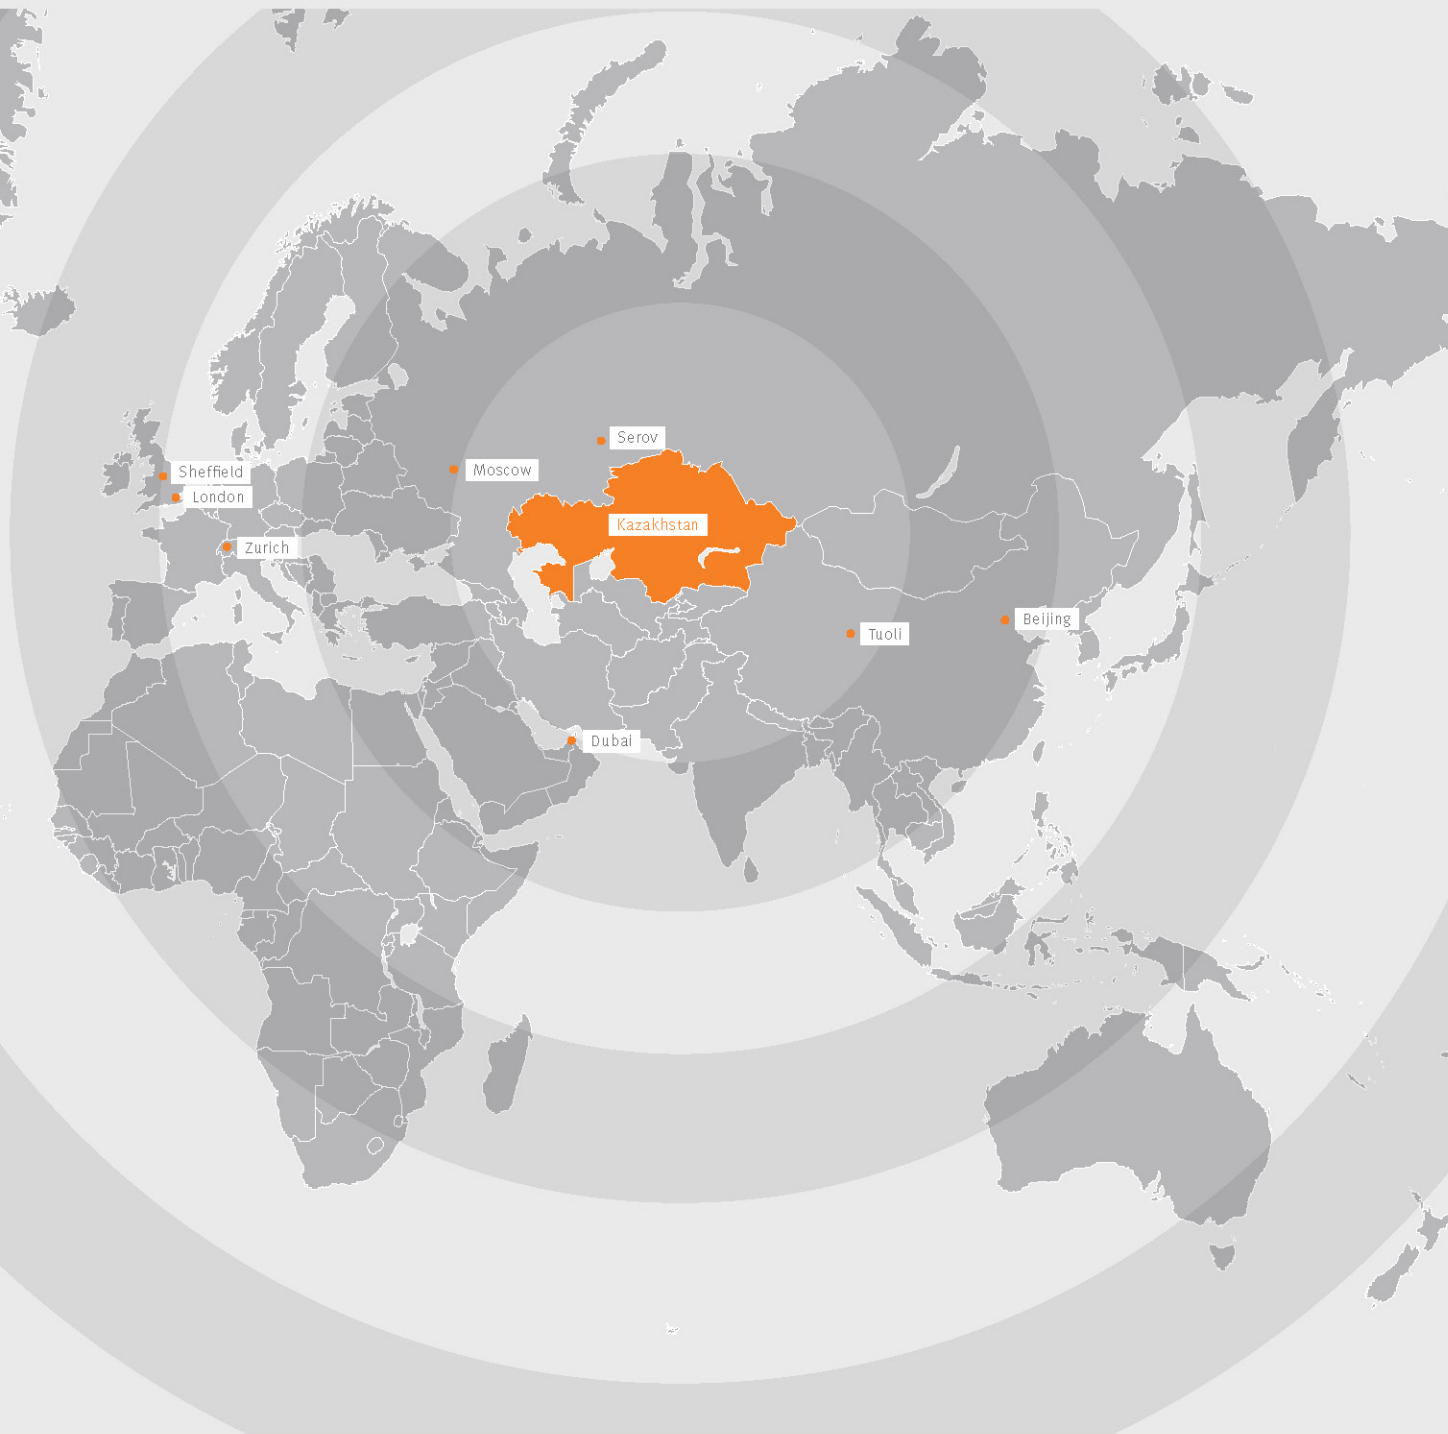 Serov
Moscow
Sheffield
London
Kazakhstan
Zurich
Beijing
Tuoli
Dubai